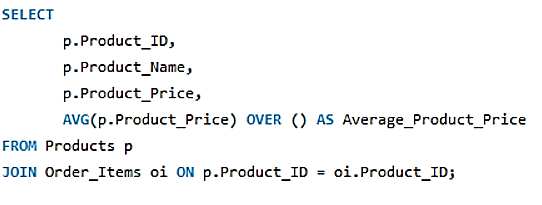 SELECT
p.Product_ID,
p.Product_Name,
p.Product_Price,
AVG(p.Product_Price) OVER () AS Average_Product_Price
FROM Products p
JOIN Order_Items oi ON p.Product_ID = oi.Product_ID;